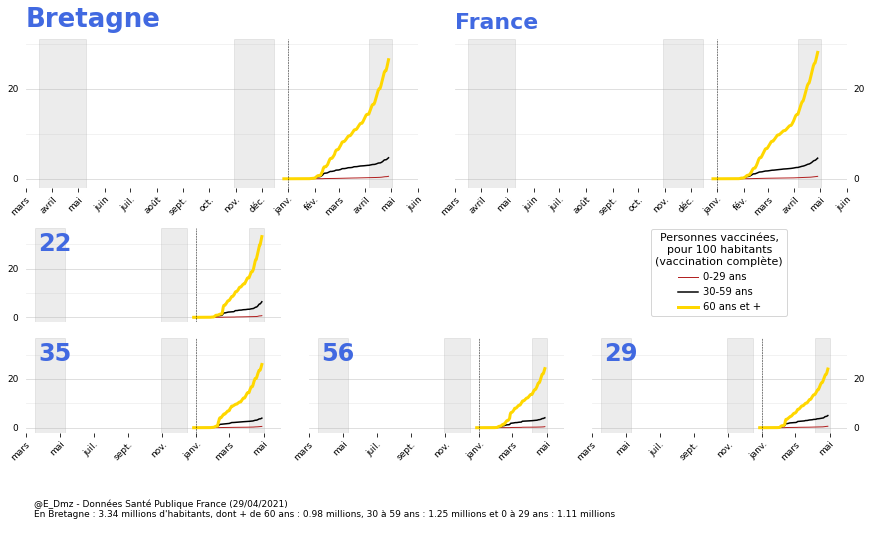 Bretagne
France
20
0
mars avril mai juin juil. août sept. oct. nov. déc. janv. fév. mars avril mai juin
20
0
mars avril mai juin juil. août sept. oct. nov. déc. janv. fév. mars avril mai juin
22
20
0
Personnes vaccinées,
pour 100 habitants
(vaccination complète)
0-29 ans
30-59 ans
60 ans et +
35
56
29
20
0
20
0
mars mai juil. sept. nov. janv. mars mai
mars mai juil. sept. nov. janv. mars mai
mars mai juil. sept. nov. janv. mars mai
@E_Dmz - Données Santé Publique France (29/04/2021)
En Bretagne : 3.34 millions d'habitants, dont + de 60 ans : 0.98 millions, 30 à 59 ans : 1.25 millions et 0 à 29 ans : 1.11 millions